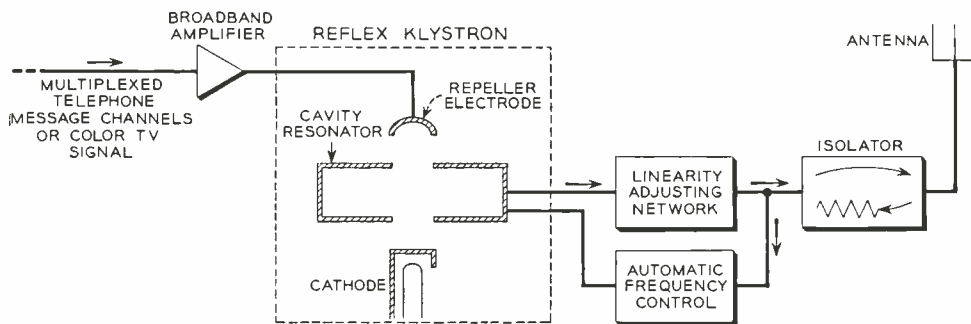 BROADBAND
AMPLIFIER
REFLEX KLYSTRON
ANTENNA
MULTIPLEXED
TELEPHONE
MESSAGE CHANNELS
OR COLOR TV
SIGNAL
REPELLER
ELECTRODE
CAVITY
RESONATOR
CATHODE
LINEARITY
ADJUSTING
NETWORK
AUTOMATIC
FREQUENCY
CONTROL
ISOLATOR